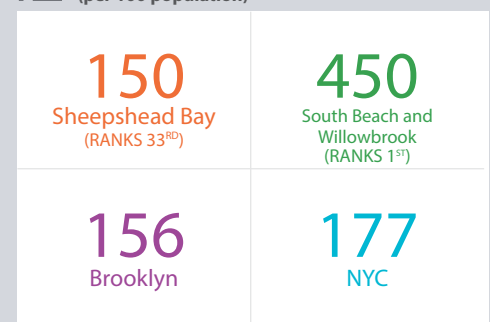 150
Sheepshead Bay
(RANKS 33RD)
450
South Beach and
Willowbrook
(RANKS 1ST)
156
Brooklyn
177
NYC